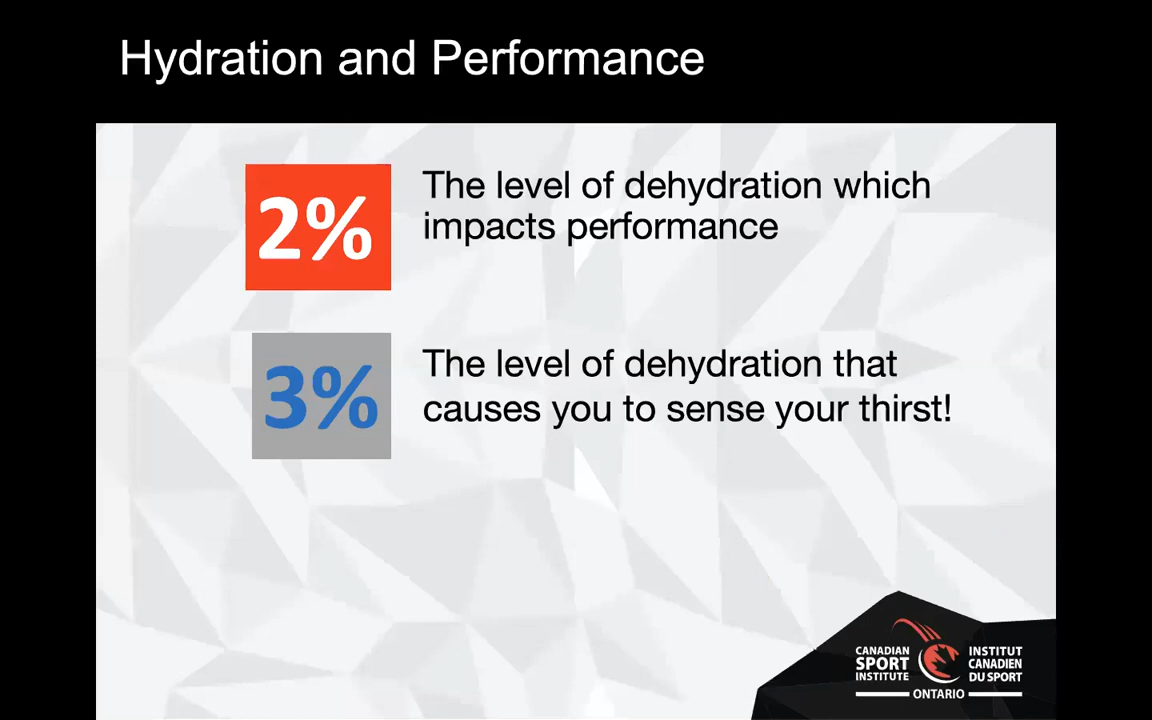 Hydration and Performance
2%
The level of dehydration which
impacts performance
3%
The level of dehydration that
causes you to sense your thirst!
CANADIAN
SPORT
INSTITUTE
INSTITUT
CANADIEN
DU SPORT
ONTARIO